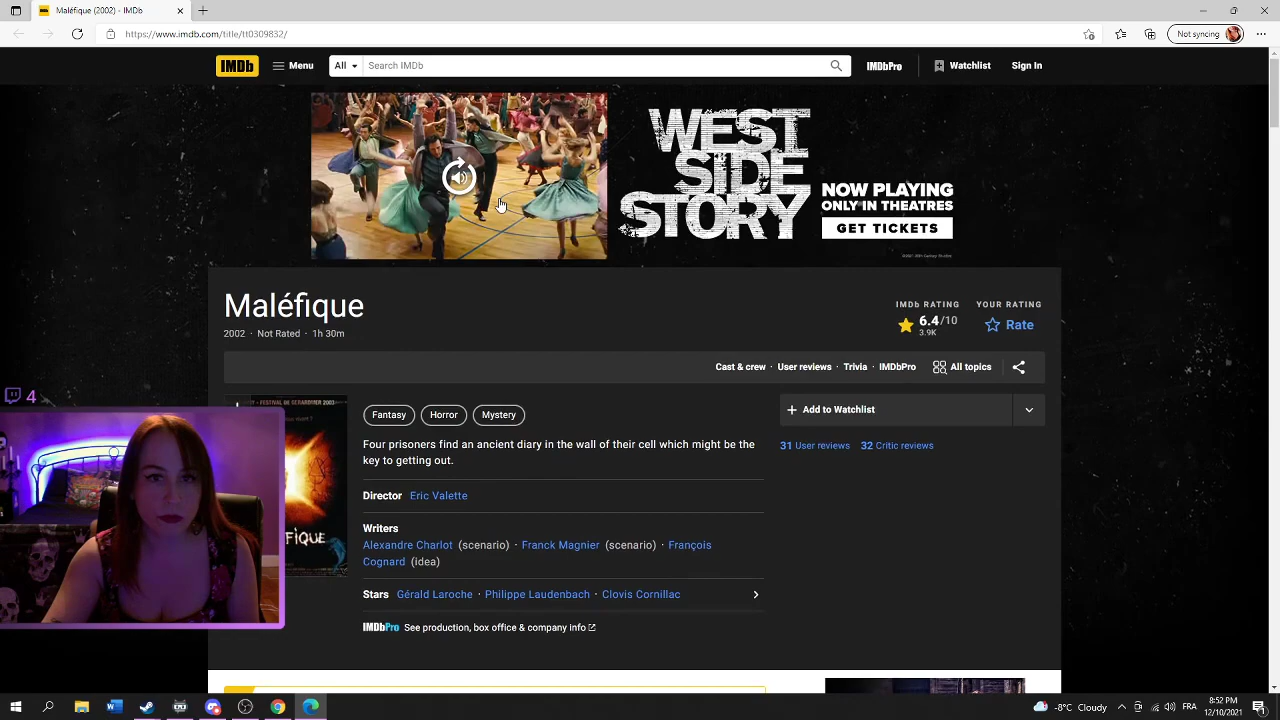 Maléfique (2002) - IMDb
https://www.imdb.com/title/tt0309832/
Not syncing
IMDb
Menu
All
Search IMDb
IMDbPro
Watchlist
Sign In
WEST
SIDE
STORY
NOW PLAYING
ONLY IN THEATRES
GET TICKETS
Maléfique
2002 · Not Rated · 1h 30m
IMDb RATING
6.4/10
3.9K
YOUR RATING
Rate
Cast & crew · User reviews · Trivia · IMDbPro
All topics
4
Fantasy
Horror
Mystery
Add to Watchlist
31 User reviews
32 Critic reviews
Four prisoners find an ancient diary in the wall of their cell which might be the
key to getting out.
Director Eric Valette
Writers
Alexandre Charlot (scenario) · Franck Magnier (scenario) · François
Cognard (idea)
Stars Gérald Laroche · Philippe Laudenbach · Clovis Cornillac
IMDbPro See production, box office & company info
FIQUE
-8°C Cloudy
FRA
8:52 PM
12/10/2021